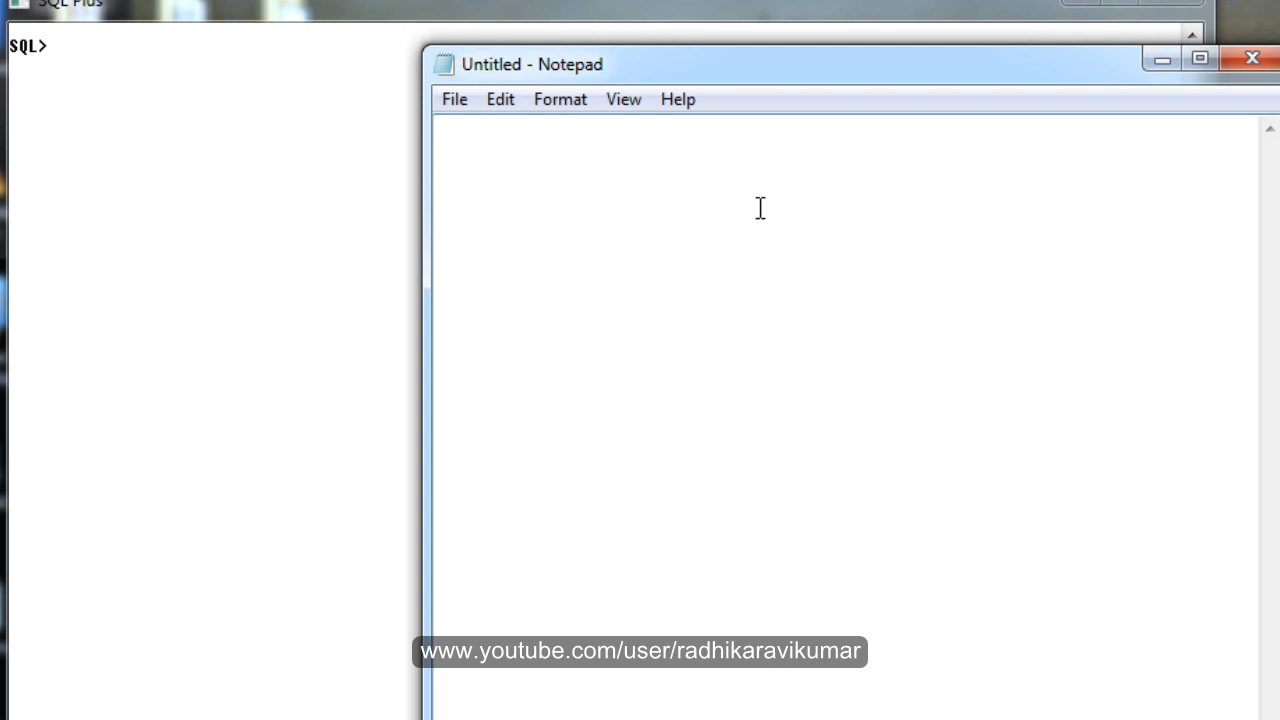 SQL Plus
SQL>
Untitled - Notepad
File Edit Format View Help
www.youtube.com/user/radhikaravikumar